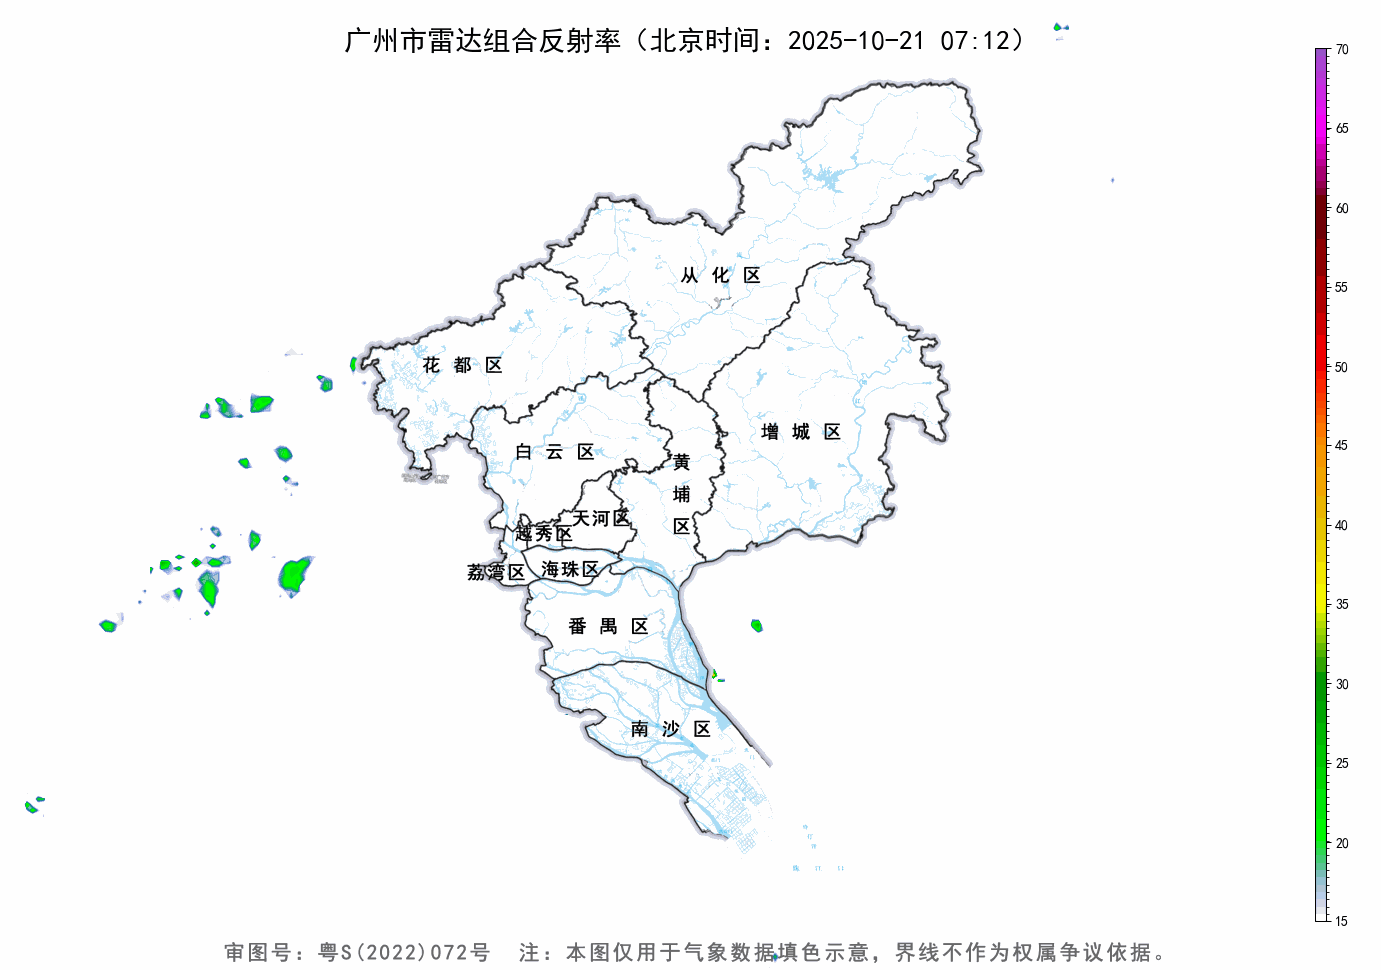 广州市雷达组合反射率（北京时间：2025-10-21 07:12）
70
65
60
55
50
45
40
35
30
25
20
15
从化区
花都区
增城区
白云区
黄埔区
天河区
越秀区
荔湾区
海珠区
番禺区
南沙区
审图号：粤S(2022)072号 注：本图仅用于气象数据填色示意，界线不作为权属争议依据。